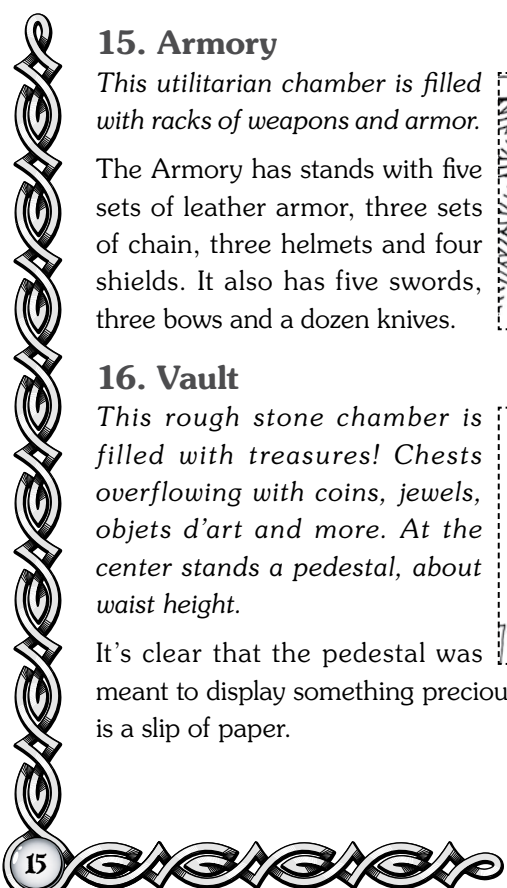 15. Armory
This utilitarian chamber is filled
with racks of weapons and armor.
The Armory has stands with five
sets of leather armor, three sets
of chain, three helmets and four
shields. It also has five swords,
three bows and a dozen knives.
16. Vault
This rough stone chamber is
filled with treasures! Chests
overflowing with coins, jewels,
objets d'art and more. At the
center stands a pedestal, about
waist height.
It's clear that the pedestal was
meant to display something preciou
is a slip of paper.
15